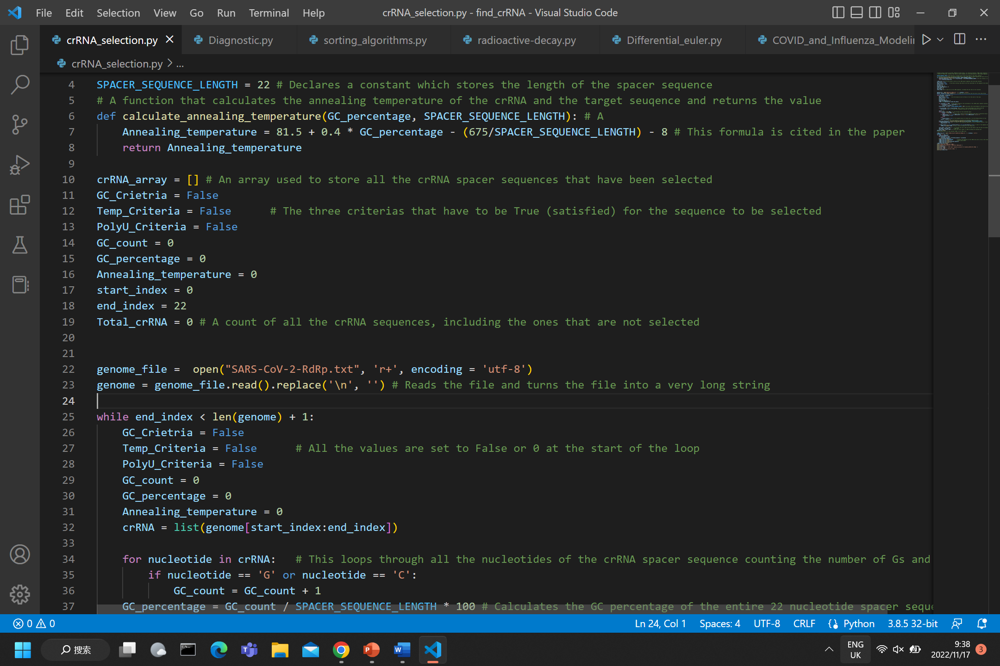 File Edit Selection View Go Run Terminal Help crRNA_selection.py - find_crRNA - Visual Studio Code
crRNA_selection.py Diagnostic.py sorting_algorithms.py radioactive-decay.py Differential_euler.py COVID_and_Influenza_Modelin
crRNA_selection.py > ...
4 SPACER_SEQUENCE_LENGTH = 22 # Declares a constant which stores the length of the spacer sequence
5 # A function that calculates the annealing temperature of the crRNA and the target seuqence and returns the value
6 def calculate_annealing_temperature(GC_percentage, SPACER_SEQUENCE_LENGTH): # A
7     Annealing_temperature = 81.5 + 0.4 * GC_percentage - (675/SPACER_SEQUENCE_LENGTH) - 8 # This formula is cited in the paper
8     return Annealing_temperature
9
10 crRNA_array = [] # An array used to store all the crRNA spacer sequences that have been selected
11 GC_Crietria = False
12 Temp_Criteria = False      # The three criterias that have to be True (satisfied) for the sequence to be selected
13 PolyU_Criteria = False
14 GC_count = 0
15 GC_percentage = 0
16 Annealing_temperature = 0
17 start_index = 0
18 end_index = 22
19 Total_crRNA = 0 # A count of all the crRNA sequences, including the ones that are not selected
20
21
22 genome_file =  open("SARS-CoV-2-RdRp.txt", 'r+', encoding = 'utf-8')
23 genome = genome_file.read().replace('\n', '') # Reads the file and turns the file into a very long string
24
25 while end_index < len(genome) + 1:
26     GC_Crietria = False
27     Temp_Criteria = False      # All the values are set to False or 0 at the start of the loop
28     PolyU_Criteria = False
29     GC_count = 0
30     GC_percentage = 0
31     Annealing_temperature = 0
32     crRNA = list(genome[start_index:end_index])
33
34     for nucleotide in crRNA:   # This loops through all the nucleotides of the crRNA spacer sequence counting the number of Gs and
35         if nucleotide == 'G' or nucleotide == 'C':
36             GC_count = GC_count + 1
37     GC_percentage = GC_count / SPACER_SEQUENCE_LENGTH * 100 # Calculates the GC percentage of the entire 22 nucleotide spacer seque
0 0 Ln 24, Col 1 Spaces: 4 UTF-8 CRLF {} Python 3.8.5 32-bit
搜索 ENG UK 9:38 2022/11/17 3